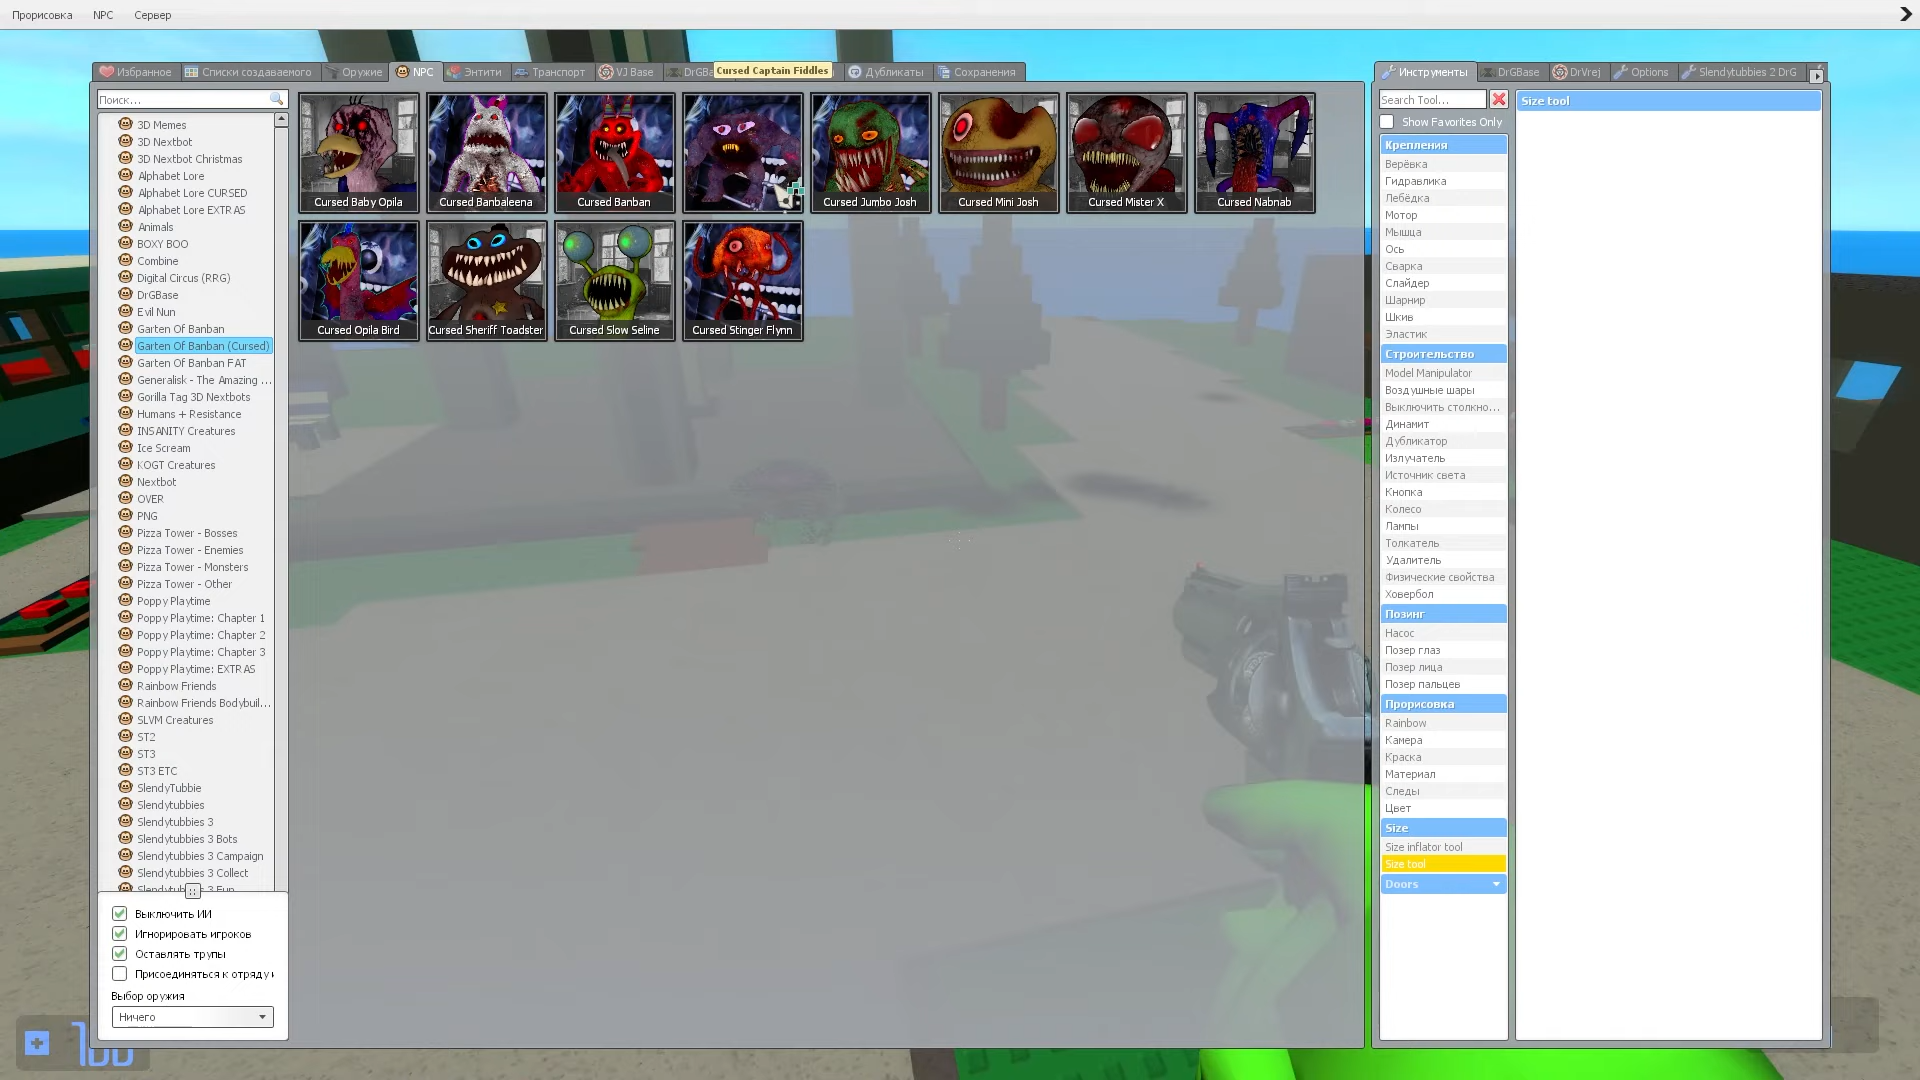 Прорисовка
NPC
Сервер
Избранное
Списки создаваемого
Оружие
NPC
Энтити
Транспорт
VJ Base
DrGBa
Cursed Captain Fiddles
Дубликаты
Сохранения
Поиск...
3D Memes
3D Nextbot
3D Nextbot Christmas
Alphabet Lore
Alphabet Lore CURSED
Alphabet Lore EXTRAS
Animals
BOXY BOO
Combine
Digital Circus (RRG)
DrGBase
Evil Nun
Garten Of Banban
Garten Of Banban (Cursed)
Garten Of Banban FAT
Generalisk - The Amazing ...
Gorilla Tag 3D Nextbots
Humans + Resistance
INSANITY Creatures
Ice Scream
KOGT Creatures
Nextbot
OVER
PNG
Pizza Tower - Bosses
Pizza Tower - Enemies
Pizza Tower - Monsters
Pizza Tower - Other
Poppy Playtime
Poppy Playtime: Chapter 1
Poppy Playtime: Chapter 2
Poppy Playtime: Chapter 3
Poppy Playtime: EXTRAS
Rainbow Friends
Rainbow Friends Bodybuil...
SLVM Creatures
ST2
ST3
ST3 ETC
SlendyTubbie
Slendytubbies
Slendytubbies 3
Slendytubbies 3 Bots
Slendytubbies 3 Campaign
Slendytubbies 3 Collect
Выключить ИИ
Игнорировать игроков
Оставлять трупы
Присоединяться к отряду
Выбор оружия
Ничего
100
Cursed Baby Opila
Cursed Banbaleena
Cursed Banban
Cursed Jumbo Josh
Cursed Mini Josh
Cursed Mister X
Cursed Nabnab
Cursed Opila Bird
Cursed Sheriff Toadster
Cursed Slow Seline
Cursed Stinger Flynn
Инструменты
DrGBase
DrVrej
Options
Slendytubbies 2 DrG
Search Tool...
Show Favorites Only
Крепления
Верёвка
Гидравлика
Лебёдка
Мотор
Мышца
Ось
Сварка
Слайдер
Шарнир
Шкив
Эластик
Строительство
Model Manipulator
Воздушные шары
Выключить столкно...
Динамит
Дубликатор
Излучатель
Источник света
Кнопка
Колесо
Лампы
Толкатель
Удалитель
Физические свойства
Ховербол
Позинг
Насос
Позер глаз
Позер лица
Позер пальцев
Прорисовка
Rainbow
Камера
Краска
Материал
Следы
Цвет
Size
Size inflator tool
Size tool
Doors
Size tool